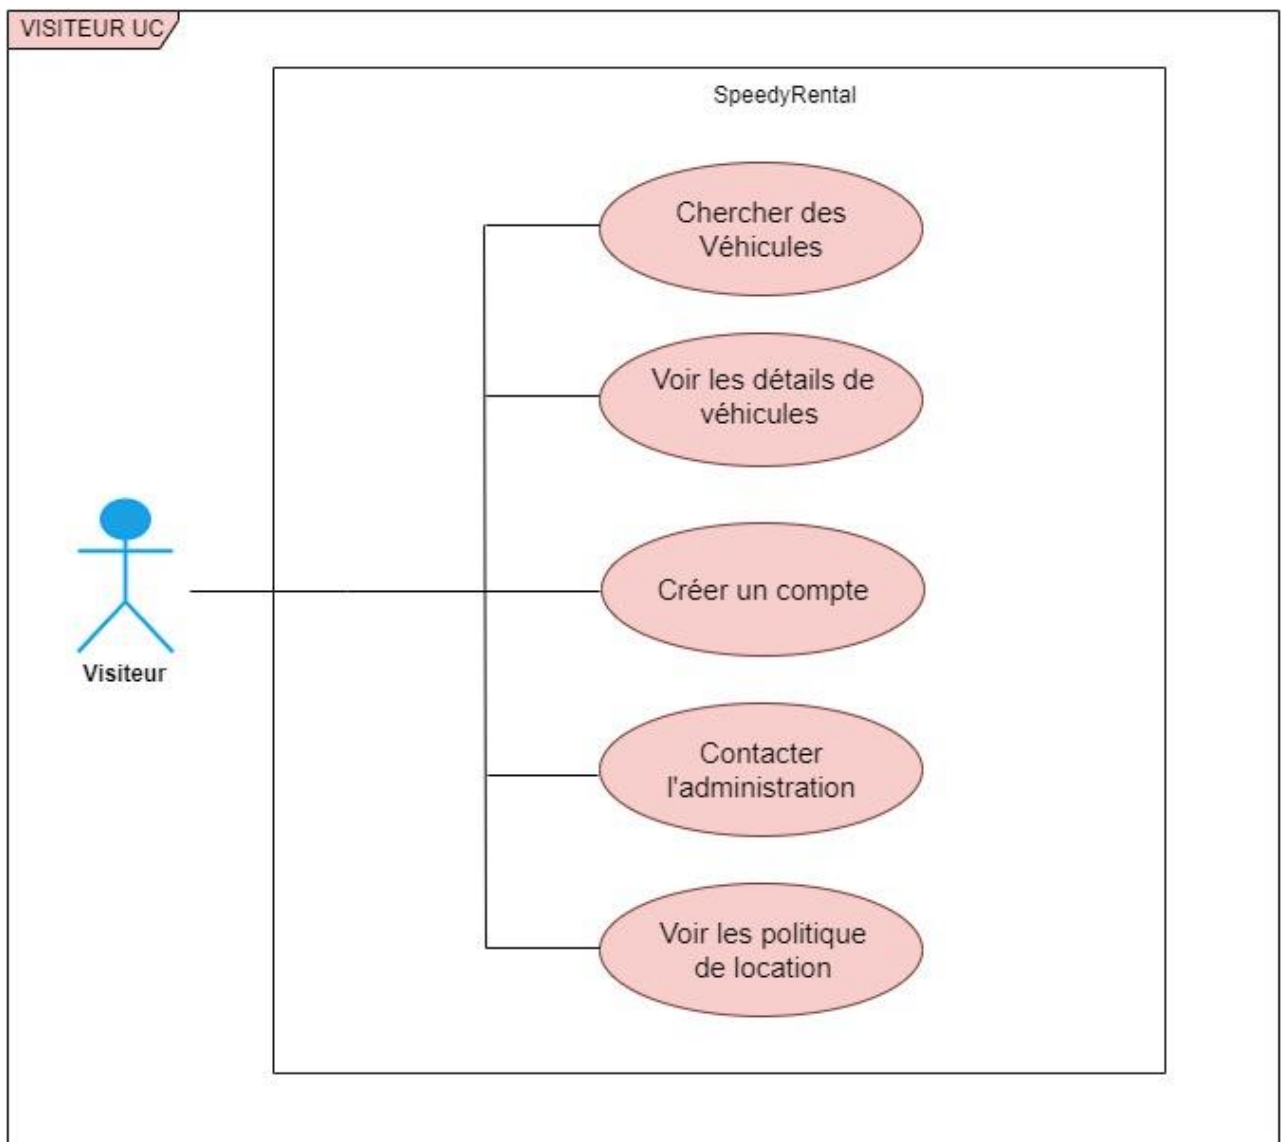 VISITEUR UC
SpeedyRental
Chercher des
Véhicules
Voir les détails de
véhicules
Créer un compte
Visiteur
Contacter
l'administration
Voir les politique
de location